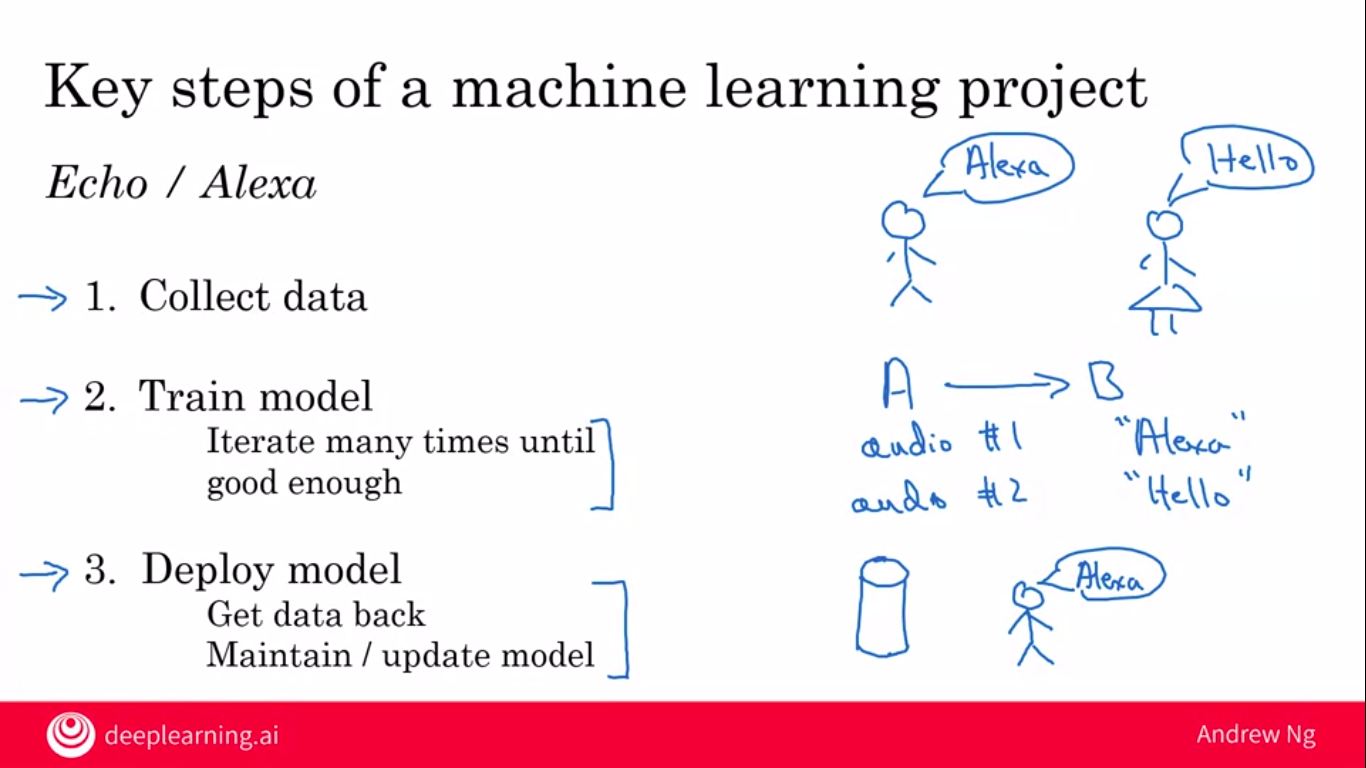 Key steps of a machine learning project
Echo / Alexa
Alexa
Hello
1. Collect data
2. Train model
Iterate many times until
good enough
A B
audio #1 "Alexa"
audio #2 "Hello"
3. Deploy model
Get data back
Maintain / update model
Alexa
deeplearning.ai
Andrew Ng